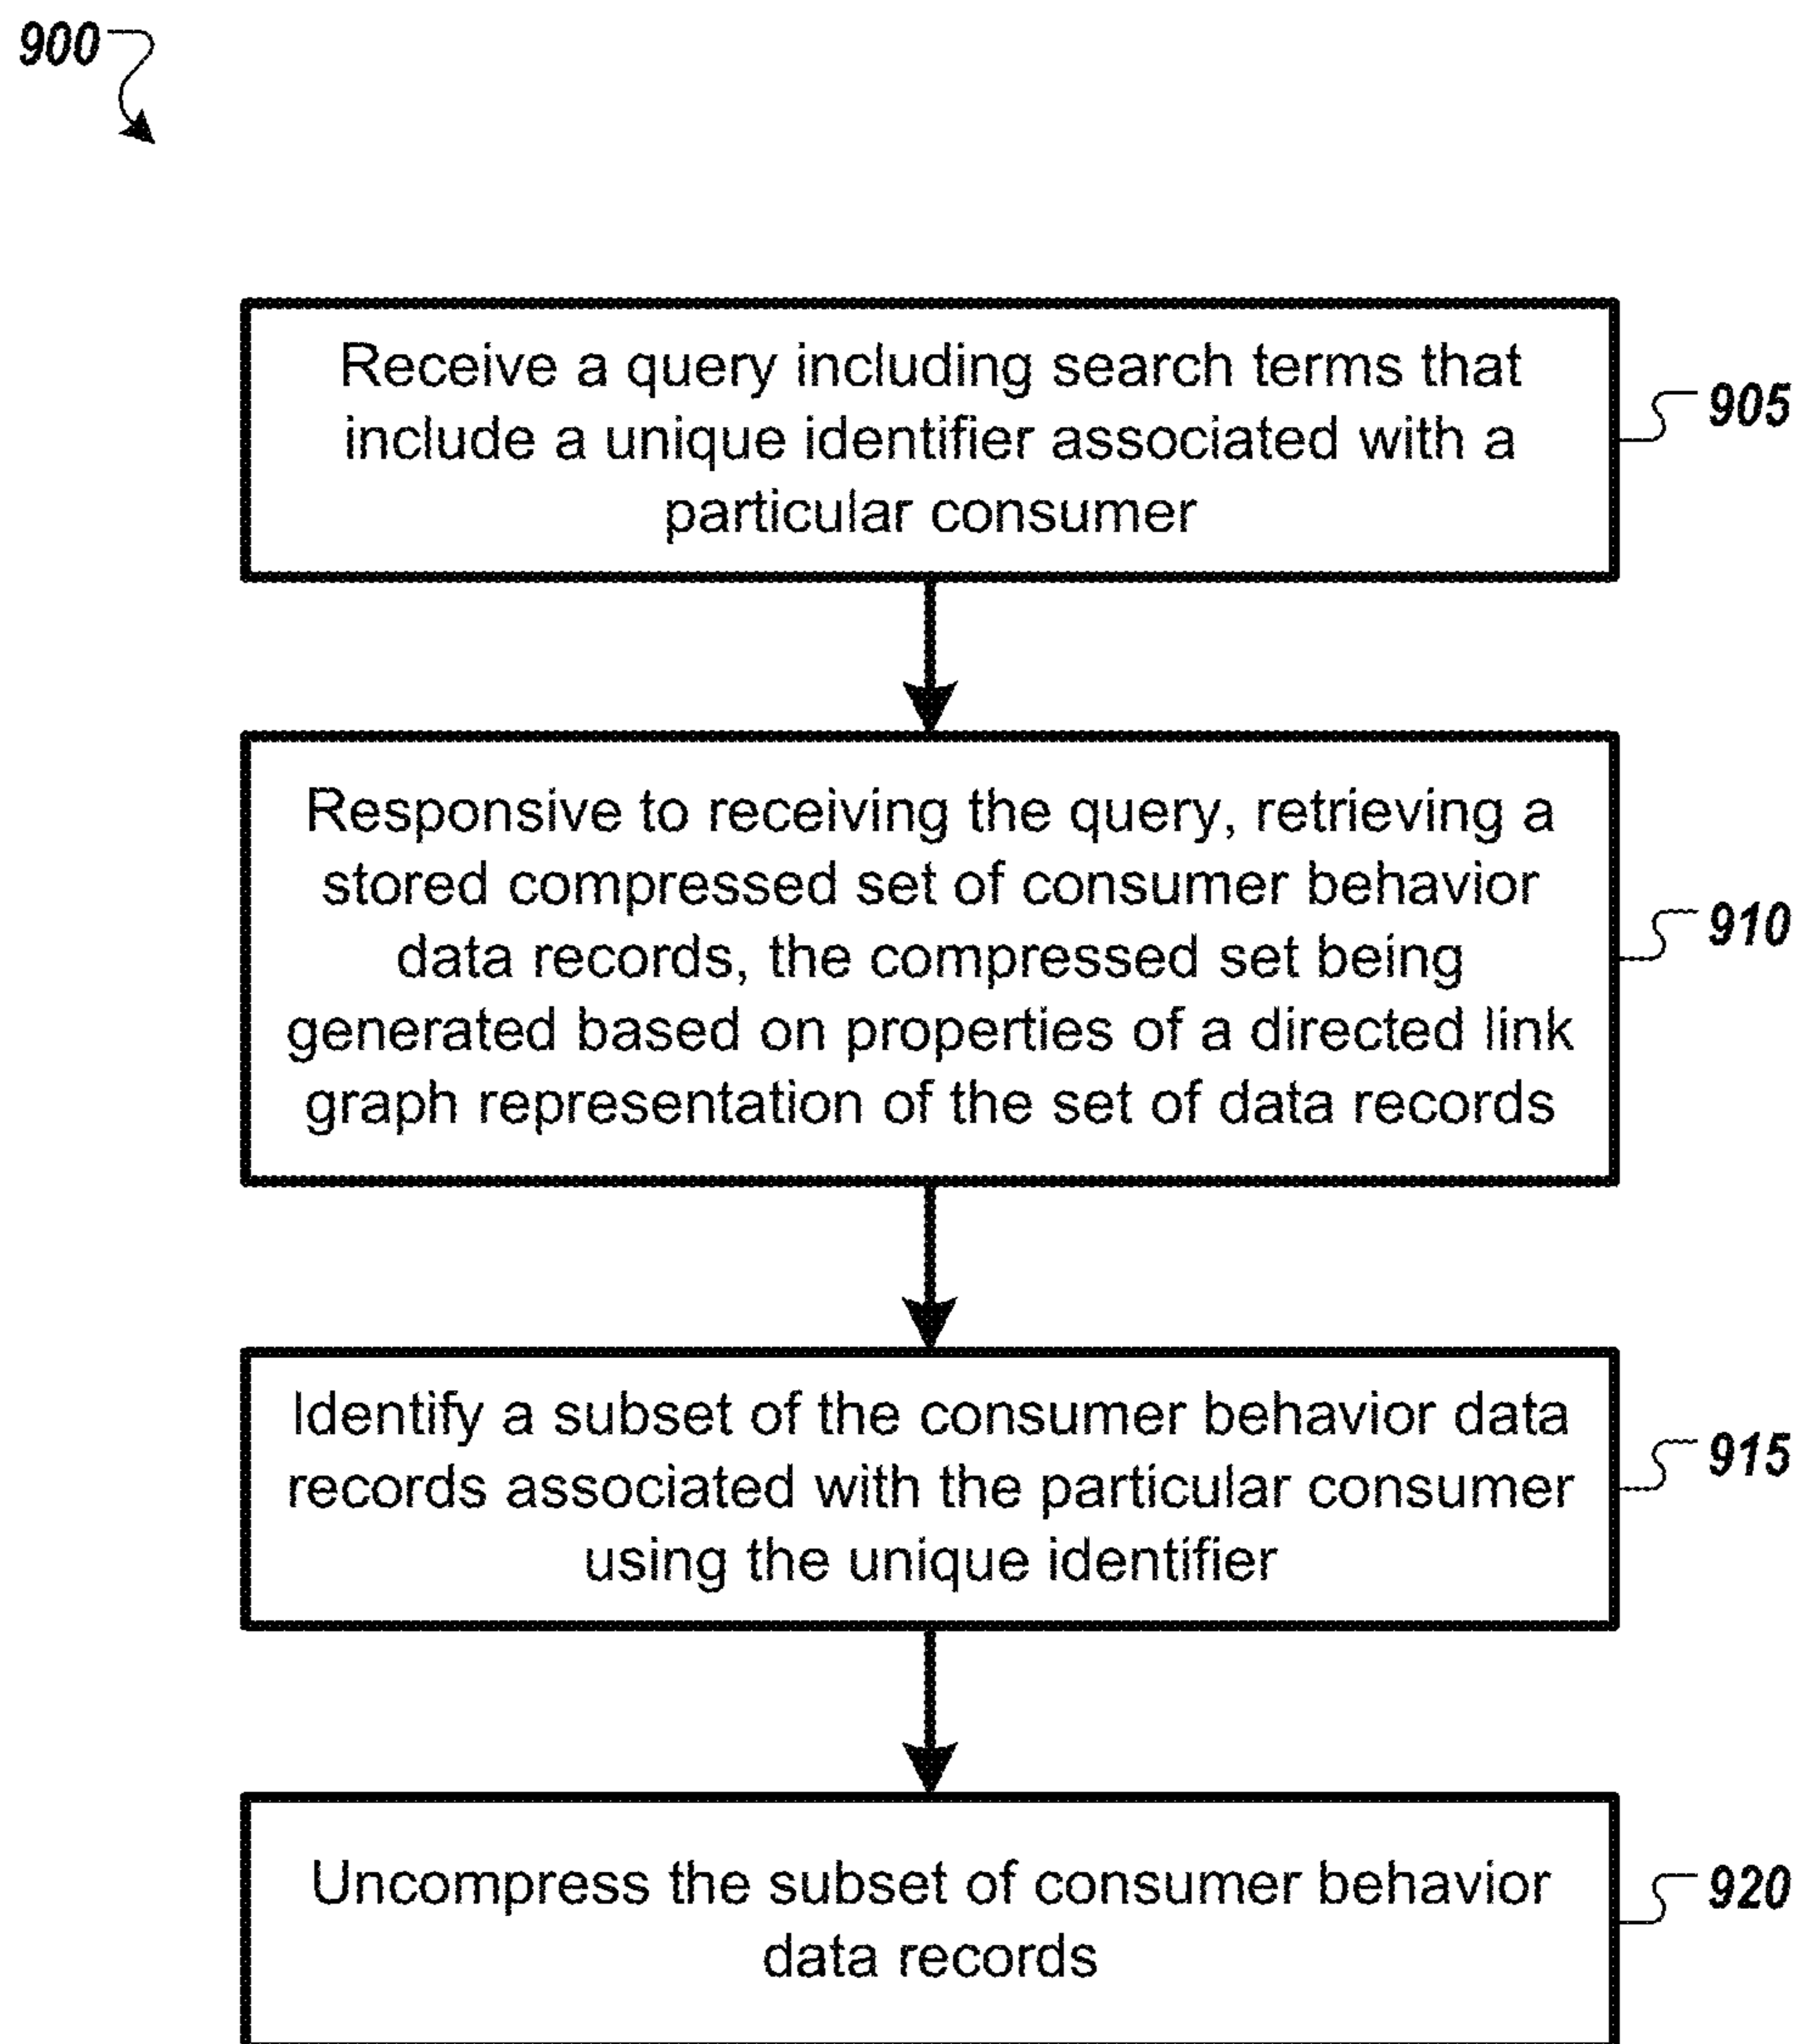 900
Receive a query including search terms that
include a unique identifier associated with a
particular consumer
905
Responsive to receiving the query, retrieving a
stored compressed set of consumer behavior
data records, the compressed set being
generated based on properties of a directed link
graph representation of the set of data records
910
Identify a subset of the consumer behavior data
records associated with the particular consumer
using the unique identifier
915
Uncompress the subset of consumer behavior
data records
920